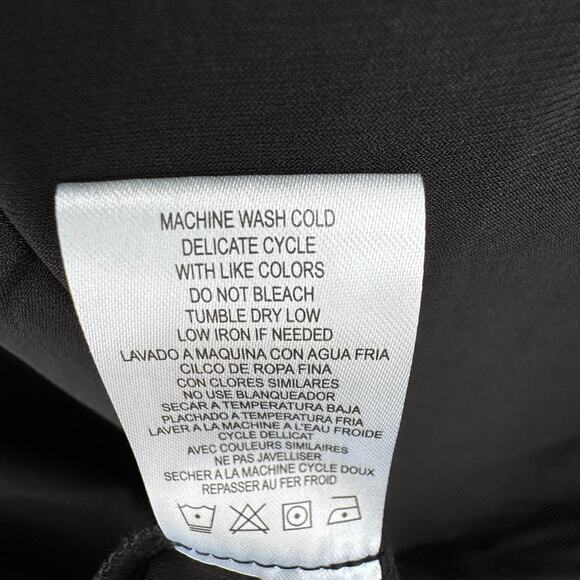 MACHINE WASH COLD
DELICATE CYCLE
WITH LIKE COLORS
DO NOT BLEACH
TUMBLE DRY LOW
LOW IRON IF NEEDED
LAVADO A MAQUINA CON AGUA FRIA
CILCO DE ROPA FINA
CON CLORES SIMILARES
NO USE BLANQUEADOR
SECAR A TEMPERATURA BAJA
PLACHADO A TEMPERATURA FRIA
LAVER A LA MACHINE A L'EAU FROIDE
CYCLE DELLICAT
AVEC COULEURS SIMILAIRES
NE PAS JAVELLISER
SECHER A LA MACHINE CYCLE DOUX
REPASSER AU FER FROID